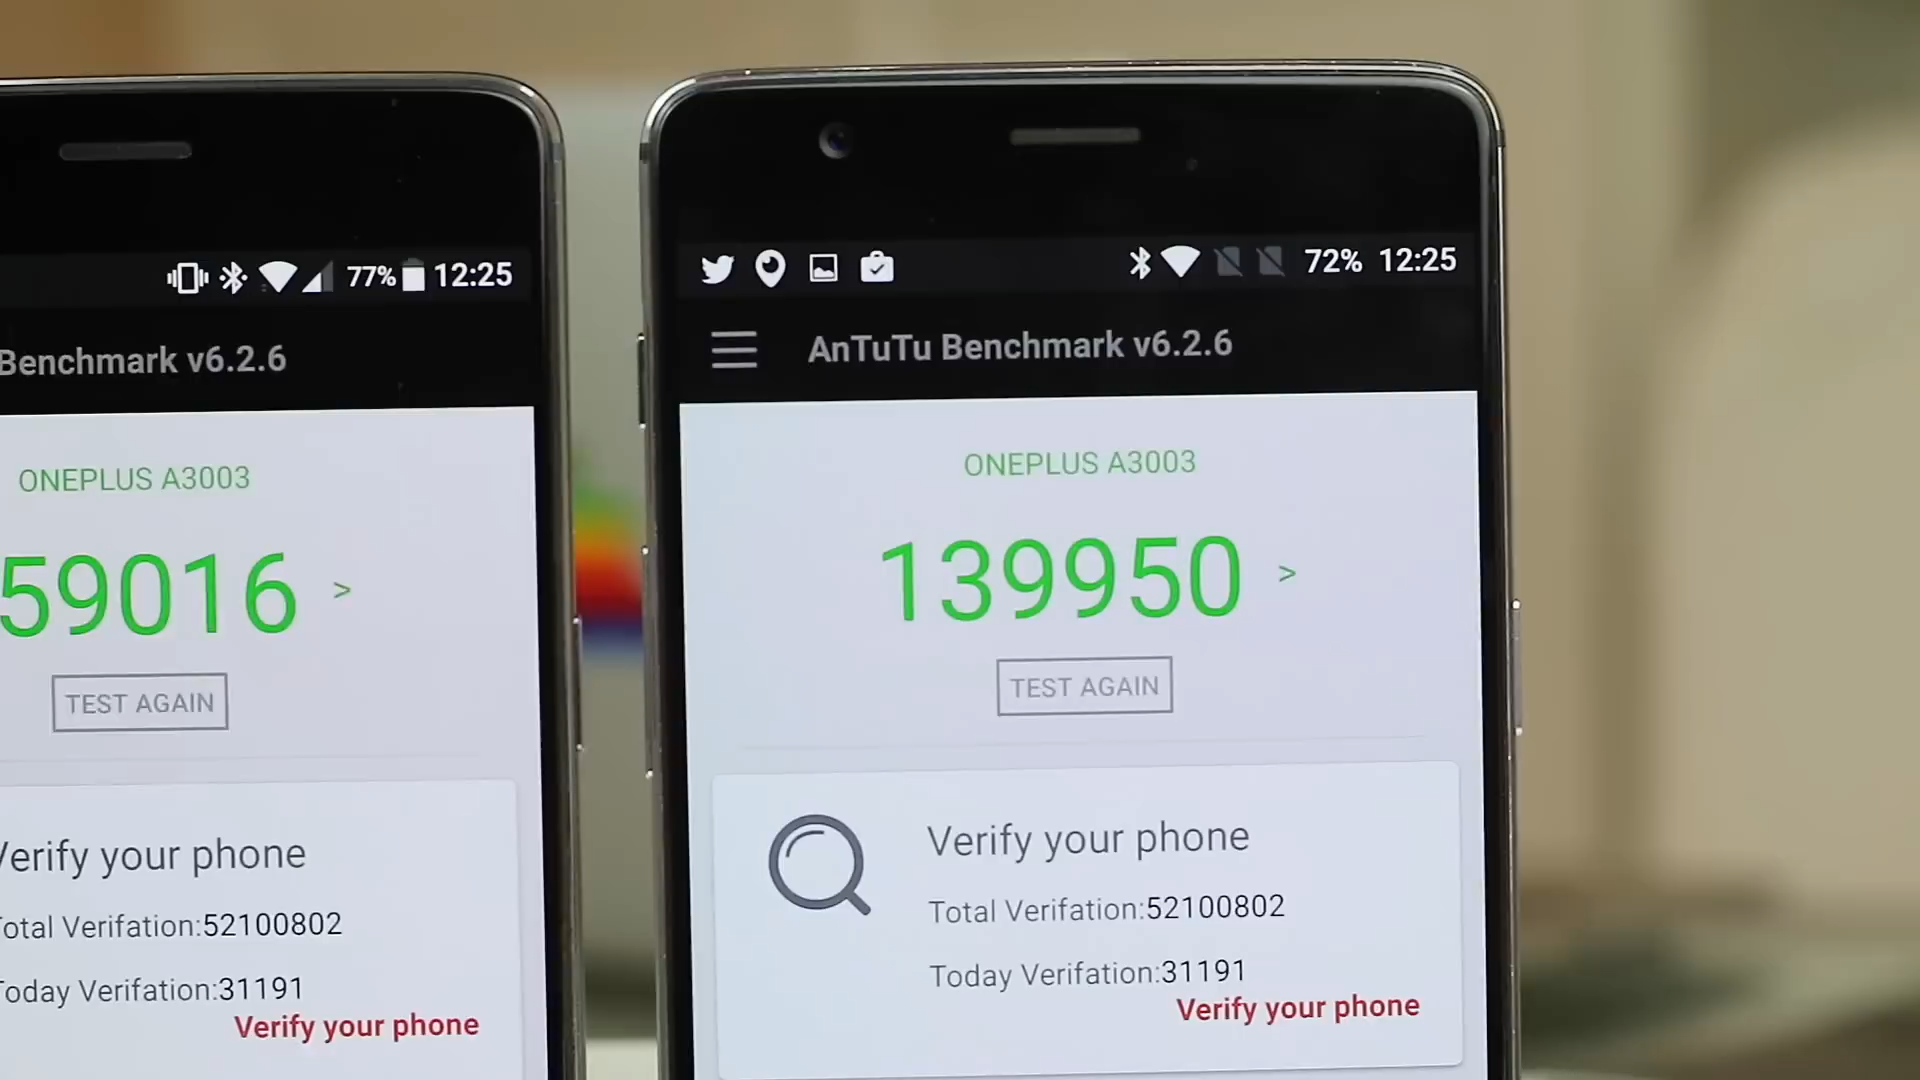 77% 12:25
Benchmark v6.2.6
ONEPLUS A3003
59016 >
TEST AGAIN
Verify your phone
Total Verifation:52100802
Today Verifation:31191
Verify your phone
72% 12:25
AnTuTu Benchmark v6.2.6
ONEPLUS A3003
139950 >
TEST AGAIN
Verify your phone
Total Verifation:52100802
Today Verifation:31191
Verify your phone